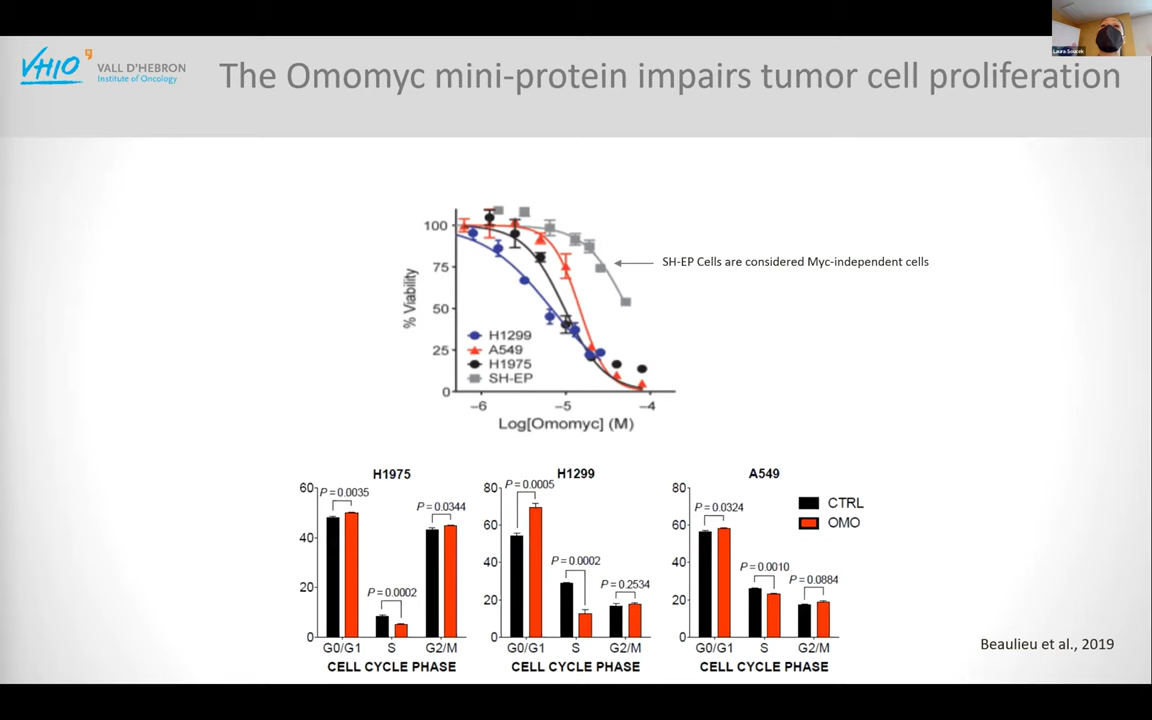 Laura Soucek
VHIO
VALL D'HEBRON
Institute of Oncology
The Omomyc mini-protein impairs tumor cell proliferation
100
75
50
25
0
% Viability
H1299
A549
H1975
SH-EP
–6
–5
–4
Log[Omomyc] (M)
SH-EP Cells are considered Myc-independent cells
H1975
60
40
20
0
P = 0.0035
P = 0.0002
P = 0.0344
G0/G1
S
G2/M
CELL CYCLE PHASE
H1299
80
60
40
20
0
P = 0.0005
P = 0.0002
P = 0.2534
G0/G1
S
G2/M
CELL CYCLE PHASE
A549
80
60
40
20
0
P = 0.0324
P = 0.0010
P = 0.0884
G0/G1
S
G2/M
CELL CYCLE PHASE
CTRL
OMO
Beaulieu et al., 2019